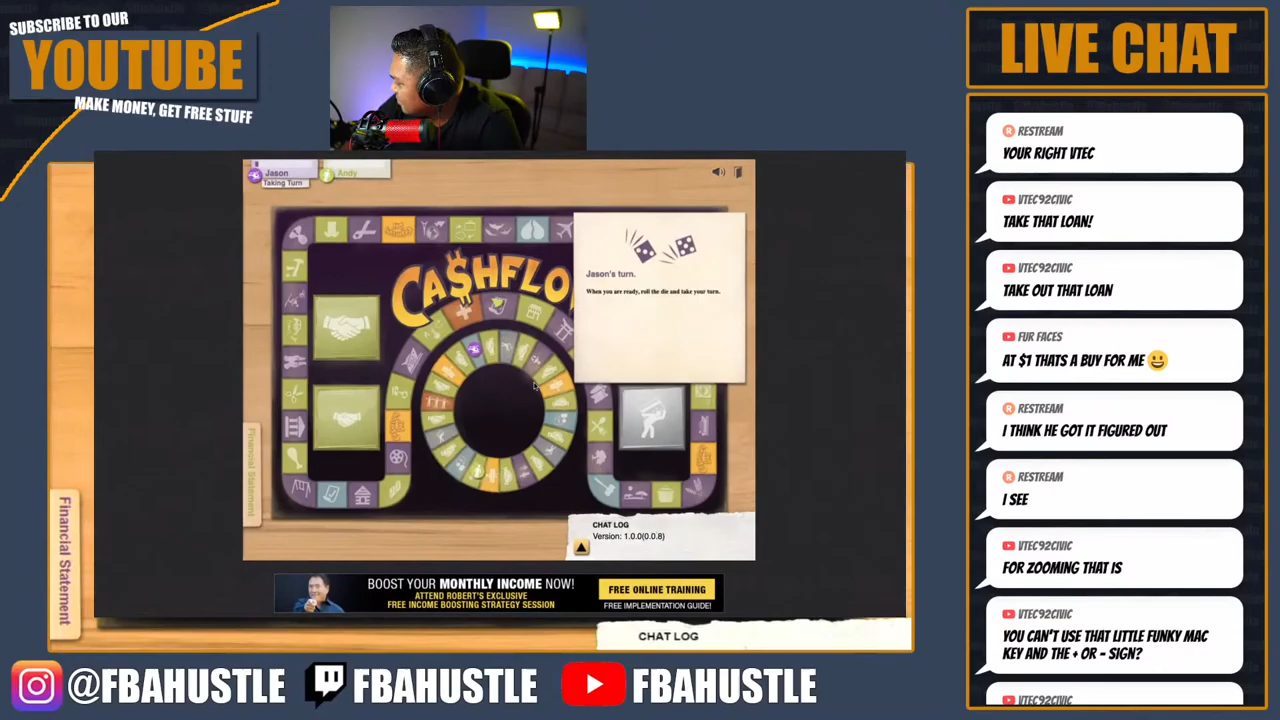 SUBSCRIBE TO OUR
YOUTUBE
MAKE MONEY, GET FREE STUFF
Jason
Taking Turn
Andy
CA$HFLO
Jason's turn.
When you are ready, roll the die and take your turn.
Financial Statement
CHAT LOG
Version: 1.0.0(0.0.8)
BOOST YOUR MONTHLY INCOME NOW!
ATTEND ROBERT'S EXCLUSIVE
FREE INCOME BOOSTING STRATEGY SESSION
FREE ONLINE TRAINING
FREE IMPLEMENTATION GUIDE!
Financial Statement
CHAT LOG
@FBAHUSTLE
FBAHUSTLE
FBAHUSTLE
LIVE CHAT
RESTREAM
YOUR RIGHT VTEC
VTEC92CIVIC
TAKE THAT LOAN!
VTEC92CIVIC
TAKE OUT THAT LOAN
FUR FACES
AT $1 THATS A BUY FOR ME 😀
RESTREAM
I THINK HE GOT IT FIGURED OUT
RESTREAM
I SEE
VTEC92CIVIC
FOR ZOOMING THAT IS
VTEC92CIVIC
YOU CAN'T USE THAT LITTLE FUNKY MAC
KEY AND THE + OR - SIGN?
VTEC92CIVIC